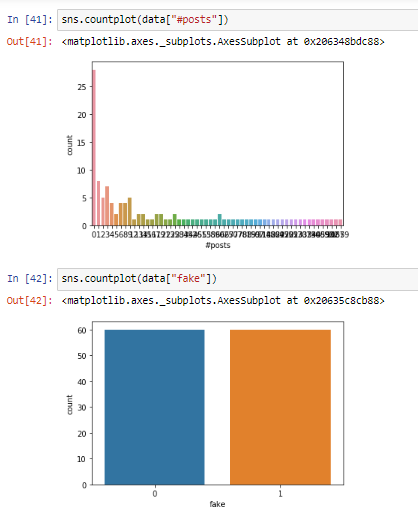 In [41]: sns.countplot(data["#posts"])
Out[41]: <matplotlib.axes._subplots.AxesSubplot at 0x206348bdc88>
25
20
15
10
5
0
count
#posts
In [42]: sns.countplot(data["fake"])
Out[42]: <matplotlib.axes._subplots.AxesSubplot at 0x20635c8cb88>
60
50
40
30
20
10
0
count
0 1
fake